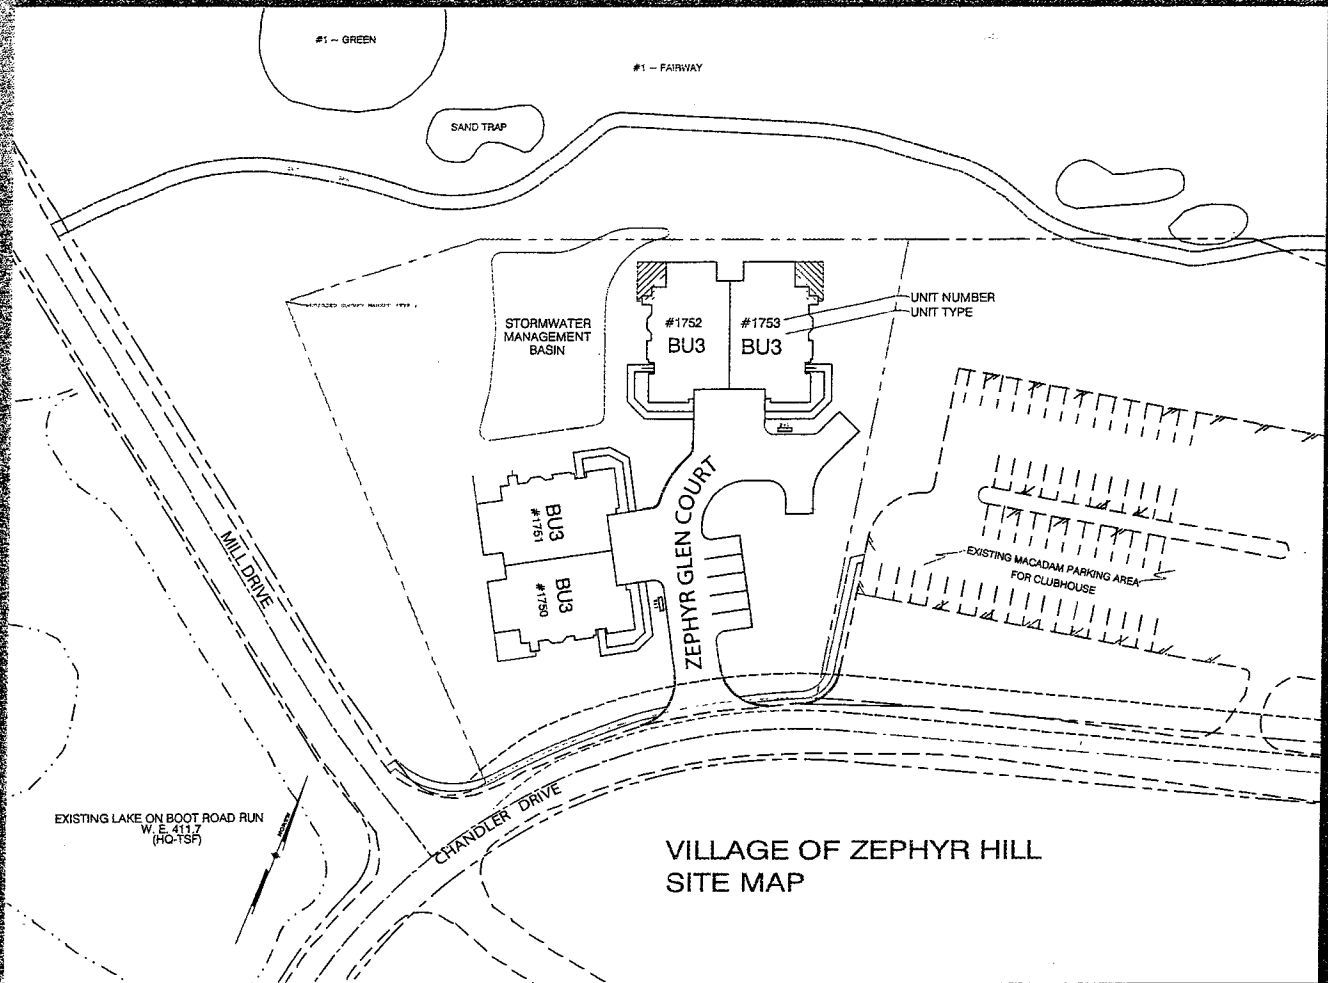 #1 – GREEN
#1 – FAIRWAY
SAND TRAP
UNIT NUMBER
UNIT TYPE
STORMWATER
MANAGEMENT
BASIN
#1752
BU3
#1753
BU3
BU3
#1751
BU3
#1750
ZEPHYR GLEN COURT
MILL DRIVE
EXISTING MACADAM PARKING AREA
FOR CLUBHOUSE
CHANDLER DRIVE
EXISTING LAKE ON BOOT ROAD RUN
W. E. 411.7
(HQ-TSF)
NORTH
VILLAGE OF ZEPHYR HILL
SITE MAP